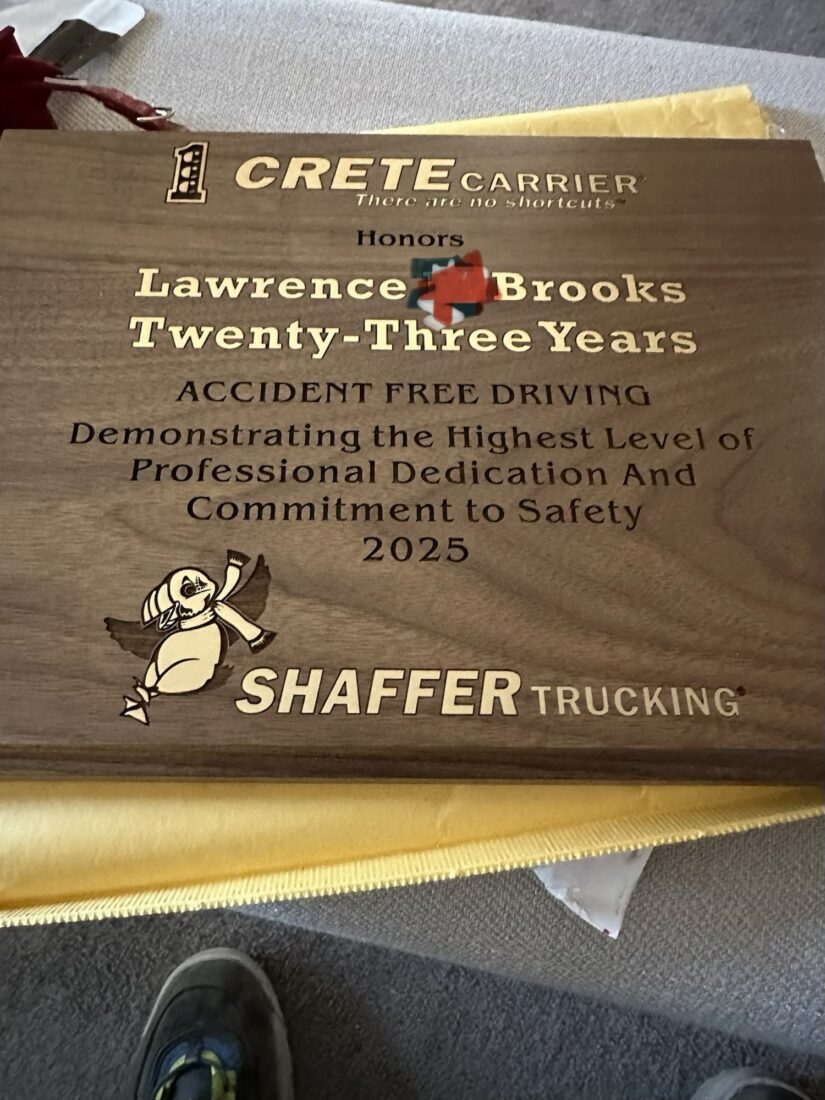 1 CRETE CARRIER
There are no shortcuts™
Honors
Lawrence Brooks
Twenty-Three Years
ACCIDENT FREE DRIVING
Demonstrating the Highest Level of
Professional Dedication And
Commitment to Safety
2025
SHAFFER TRUCKING®